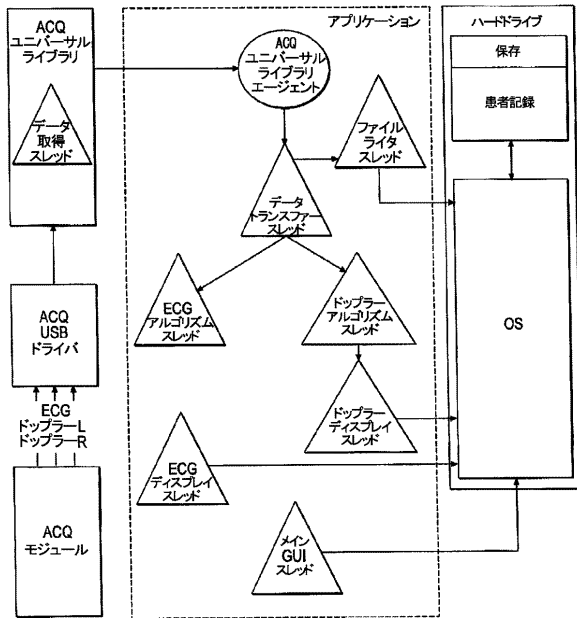 ACQ
ユニバーサル
ライブラリ
データ
取得
スレッド
ACQ
USB
ドライバ
ECG
ドップラーL
ドップラーR
ACQ
モジュール
アプリケーション
ACQ
ユニバーサル
ライブラリ
エージェント
ファイル
ライタ
スレッド
データ
トランスファー
スレッド
ECG
アルゴリズム
スレッド
ドップラー
アルゴリズム
スレッド
ドップラー
ディスプレイ
スレッド
ECG
ディスプレイ
スレッド
メイン
GUI
スレッド
ハードドライブ
保存
患者記録
OS